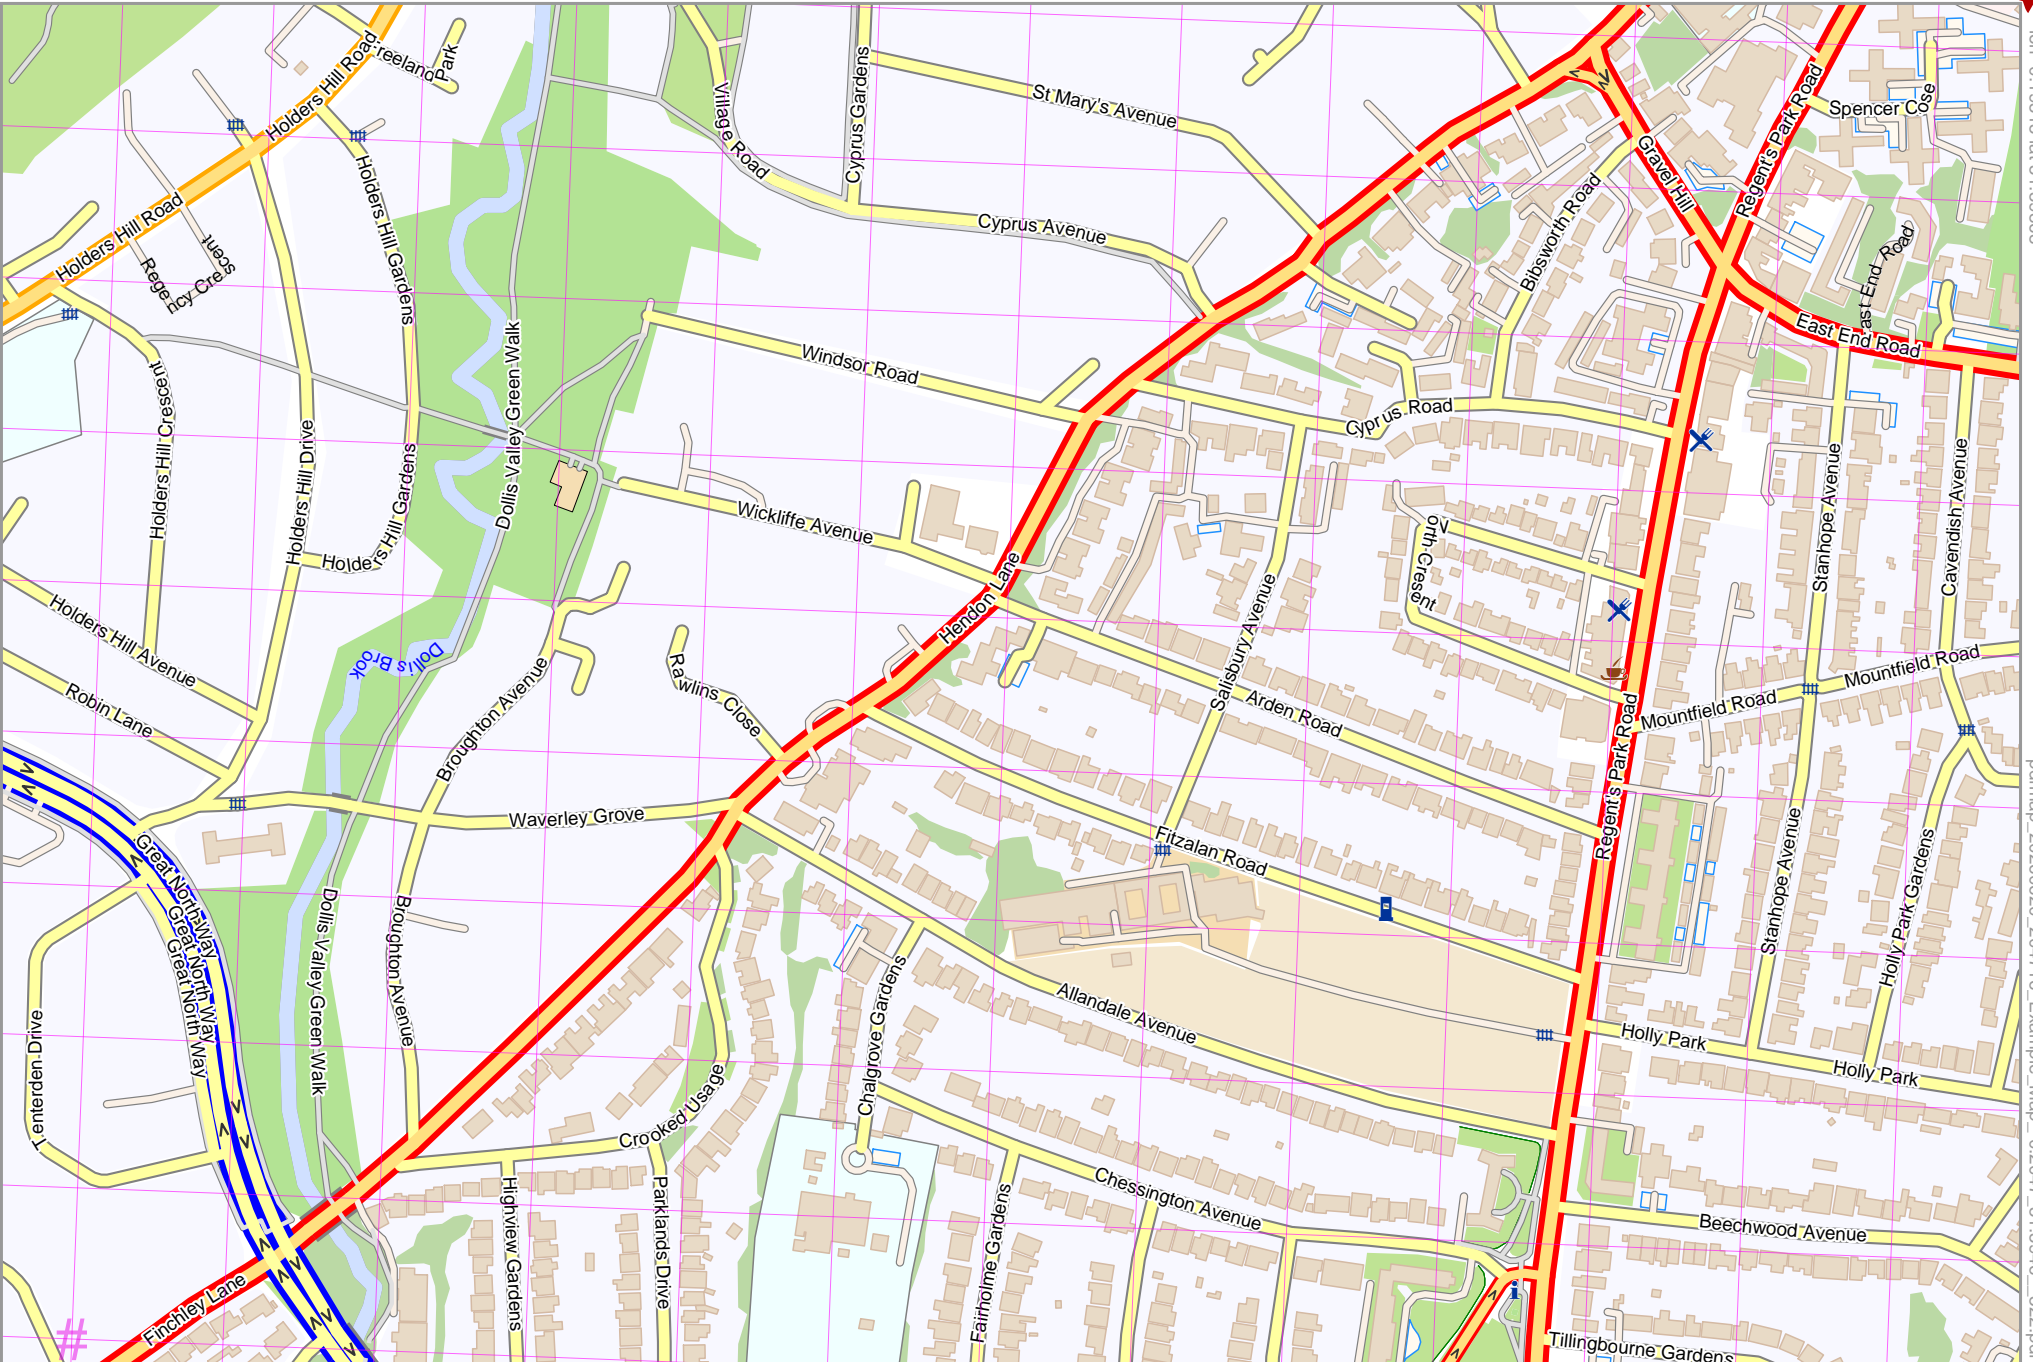 Freeland
Park
Holders Hill Road
Village Road
Cyprus Gardens
St Mary's Avenue
Regent's Park Road
Spencer Cose
Gravel Hill
Holders Hill Gardens
Holders Hill Road
Regency Crescent
Cyprus Avenue
Bibsworth Road
East End Road
East End Road
Windsor Road
Dollis Valley Green Walk
Holders Hill Crescent
Holders Hill Drive
Holders Hill Gardens
Cyprus Road
Wickliffe Avenue
North Crescent
Stanhope Avenue
Cavendish Avenue
Holders Hill Avenue
Hendon Lane
Salisbury Avenue
Dollis Brook
Robin Lane
Broughton Avenue
Rawlins Close
Arden Road
Mountfield Road
Mountfield Road
Regent's Park Road
Waverley Grove
Fitzalan Road
Great North Way
Great North Way
Great North Way
Dollis Valley Green Walk
Broughton Avenue
Stanhope Avenue
Holly Park Gardens
Tenterden Drive
Chalgrove Gardens
Allandale Avenue
Holly Park
Holly Park
Crooked Usage
Highview Gardens
Parklands Drive
Fairholme Gardens
Chessington Avenue
Beechwood Avenue
Finchley Lane
Tillingbourne Gardens
#